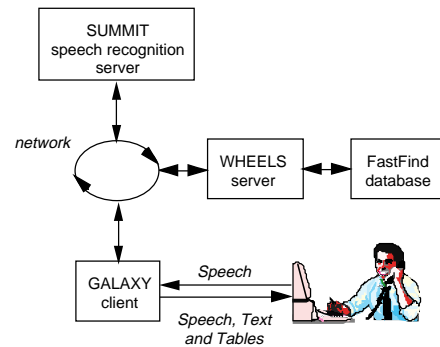 SUMMIT
speech recognition
server
network
WHEELS
server
FastFind
database
GALAXY
client
Speech
Speech, Text
and Tables